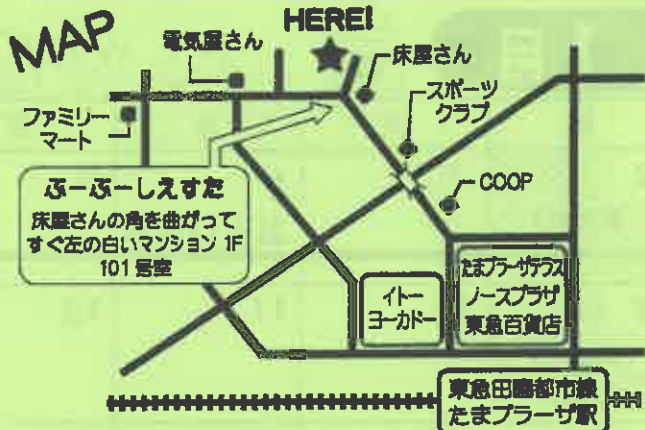 MAP
HERE!
電気屋さん
床屋さん
スポーツ
クラブ
ファミリー
マート
COOP
ぶーぶーしえすた
床屋さんの角を曲がって
すぐ左の白いマンション 1F
101号室
イトー
ヨーカドー
たまプラーザテラス
ノースプラザ
東急百貨店
東急田園都市線
たまプラーザ駅